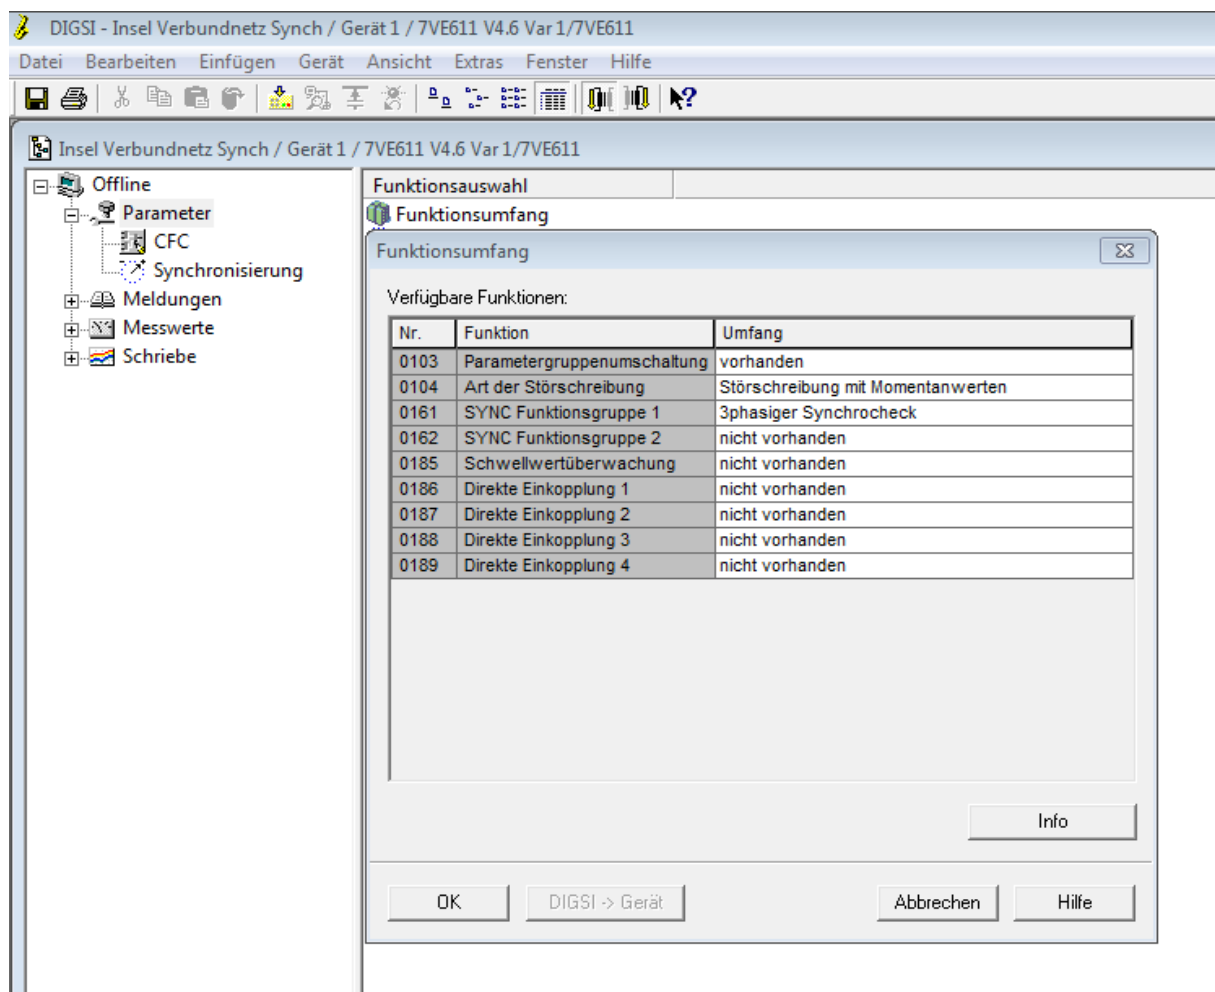 DIGSI - Insel Verbundnetz Synch / Gerät 1 / 7VE611 V4.6 Var 1/7VE611
Datei Bearbeiten Einfügen Gerät Ansicht Extras Fenster Hilfe
Insel Verbundnetz Synch / Gerät 1 / 7VE611 V4.6 Var 1/7VE611
Offline
Parameter
CFC
Synchronisierung
Meldungen
Messwerte
Schriebe
Funktionsauswahl
Funktionsumfang
Funktionsumfang
Verfügbare Funktionen:
Nr. Funktion Umfang
0103 Parametergruppenumschaltung vorhanden
0104 Art der Störschreibung Störschreibung mit Momentanwerten
0161 SYNC Funktionsgruppe 1 3phasiger Synchrocheck
0162 SYNC Funktionsgruppe 2 nicht vorhanden
0185 Schwellwertüberwachung nicht vorhanden
0186 Direkte Einkopplung 1 nicht vorhanden
0187 Direkte Einkopplung 2 nicht vorhanden
0188 Direkte Einkopplung 3 nicht vorhanden
0189 Direkte Einkopplung 4 nicht vorhanden
Info
OK DIGSI -> Gerät Abbrechen Hilfe